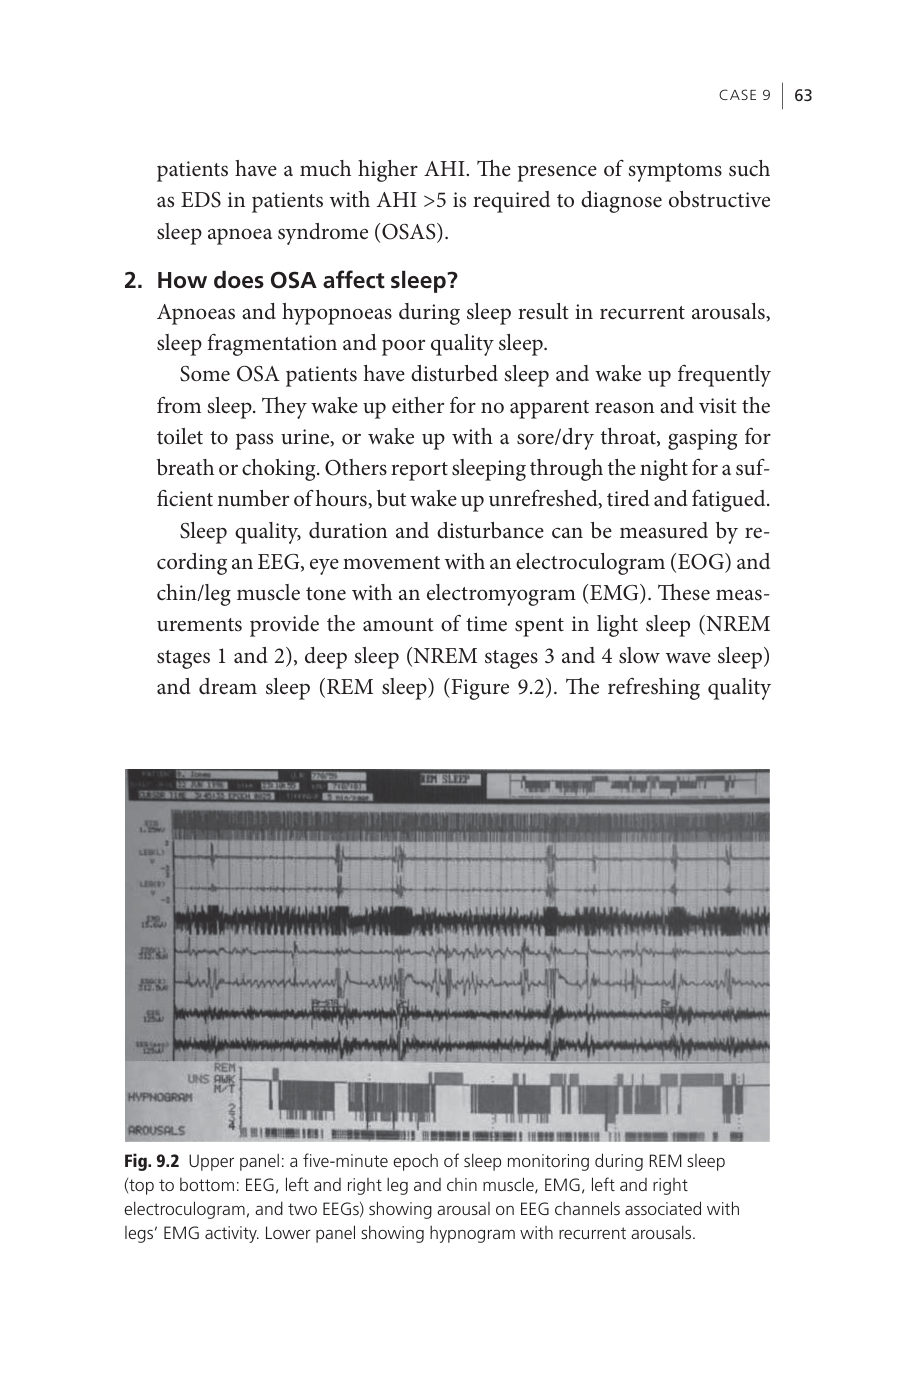 CASE 9 63
patients have a much higher AHI. The presence of symptoms such
as EDS in patients with AHI >5 is required to diagnose obstructive
sleep apnoea syndrome (OSAS).
2. How does OSA affect sleep?
Apnoeas and hypopnoeas during sleep result in recurrent arousals,
sleep fragmentation and poor quality sleep.
Some OSA patients have disturbed sleep and wake up frequently
from sleep. They wake up either for no apparent reason and visit the
toilet to pass urine, or wake up with a sore/dry throat, gasping for
breath or choking. Others report sleeping through the night for a suf-
ficient number of hours, but wake up unrefreshed, tired and fatigued.
Sleep quality, duration and disturbance can be measured by re-
cording an EEG, eye movement with an electroculogram (EOG) and
chin/leg muscle tone with an electromyogram (EMG). These meas-
urements provide the amount of time spent in light sleep (NREM
stages 1 and 2), deep sleep (NREM stages 3 and 4 slow wave sleep)
and dream sleep (REM sleep) (Figure 9.2). The refreshing quality
REM SLEEP
LEG(L)
LEG(R)
REM
UNS AWK
M/T
HYPNOGRAM
AROUSALS
Fig. 9.2 Upper panel: a five-minute epoch of sleep monitoring during REM sleep
(top to bottom: EEG, left and right leg and chin muscle, EMG, left and right
electroculogram, and two EEGs) showing arousal on EEG channels associated with
legs' EMG activity. Lower panel showing hypnogram with recurrent arousals.